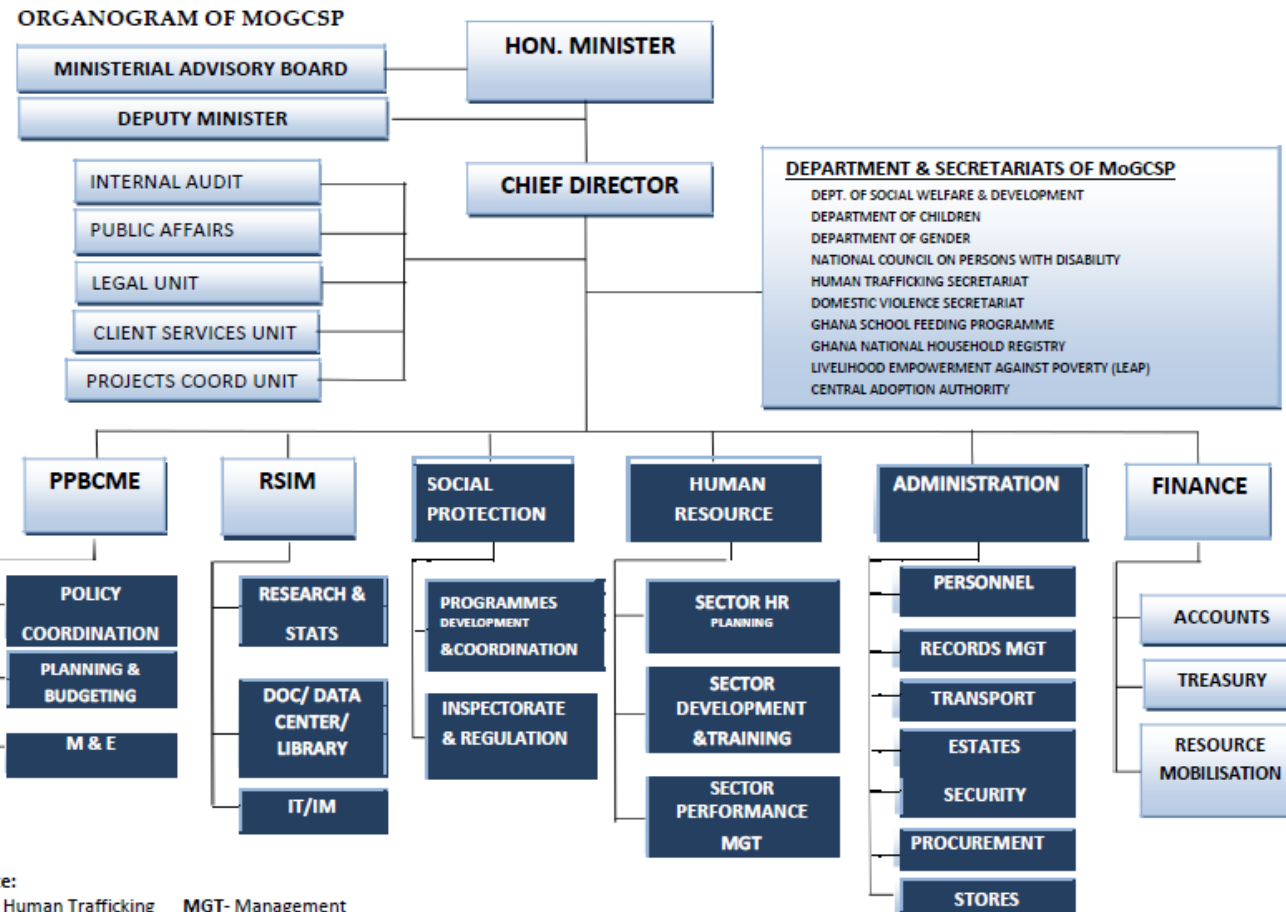 ORGANOGRAM OF MOGCSP
HON. MINISTER
MINISTERIAL ADVISORY BOARD
DEPUTY MINISTER
CHIEF DIRECTOR
INTERNAL AUDIT
PUBLIC AFFAIRS
LEGAL UNIT
CLIENT SERVICES UNIT
PROJECTS COORD UNIT
DEPARTMENT & SECRETARIATS OF MoGCSP
DEPT. OF SOCIAL WELFARE & DEVELOPMENT
DEPARTMENT OF CHILDREN
DEPARTMENT OF GENDER
NATIONAL COUNCIL ON PERSONS WITH DISABILITY
HUMAN TRAFFICKING SECRETARIAT
DOMESTIC VIOLENCE SECRETARIAT
GHANA SCHOOL FEEDING PROGRAMME
GHANA NATIONAL HOUSEHOLD REGISTRY
LIVELIHOOD EMPOWERMENT AGAINST POVERTY (LEAP)
CENTRAL ADOPTION AUTHORITY
PPBCME
POLICY
COORDINATION
PLANNING &
BUDGETING
M & E
RSIM
RESEARCH &
STATS
DOC/ DATA
CENTER/
LIBRARY
IT/IM
SOCIAL
PROTECTION
PROGRAMMES
DEVELOPMENT
&COORDINATION
INSPECTORATE
& REGULATION
HUMAN
RESOURCE
SECTOR HR
PLANNING
SECTOR
DEVELOPMENT
&TRAINING
SECTOR
PERFORMANCE
MGT
ADMINISTRATION
PERSONNEL
RECORDS MGT
TRANSPORT
ESTATES
SECURITY
PROCUREMENT
STORES
FINANCE
ACCOUNTS
TREASURY
RESOURCE
MOBILISATION
Human Trafficking MGT- Management